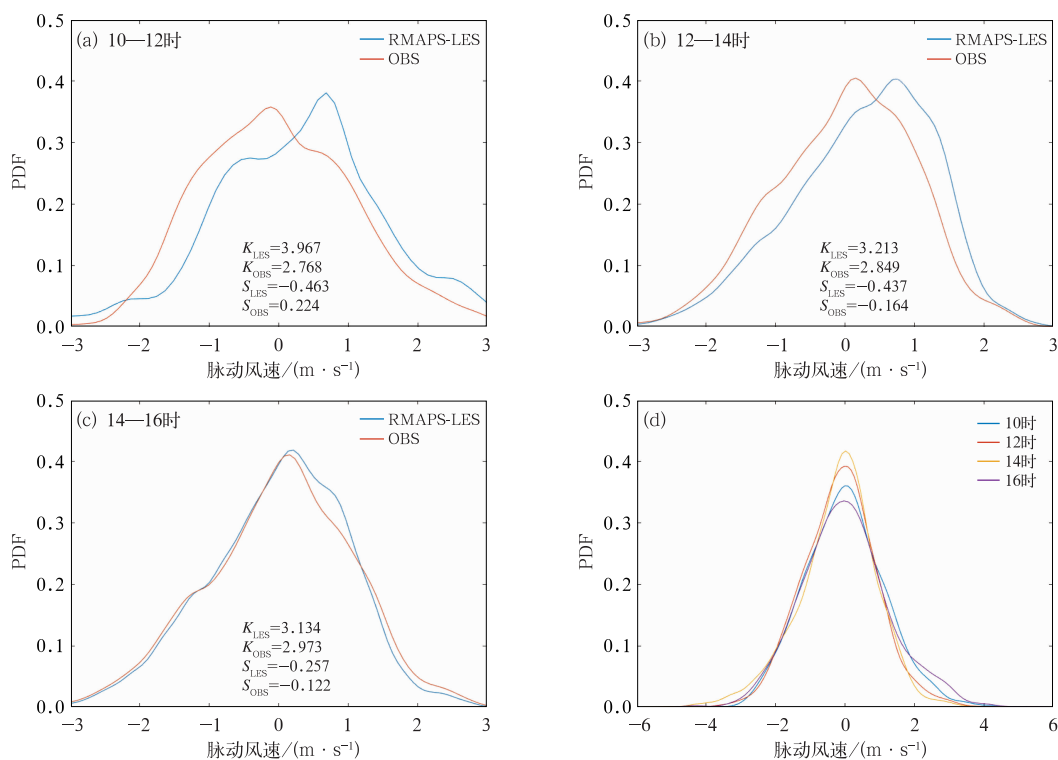 (a) 10—12时
RMAPS-LES
OBS
0.5
0.4
0.3
0.2
0.1
0.0
PDF
K_LES=3.967
K_OBS=2.768
S_LES=−0.463
S_OBS=0.224
−3 −2 −1 0 1 2 3
脉动风速/(m · s⁻¹)
(b) 12—14时
RMAPS-LES
OBS
0.5
0.4
0.3
0.2
0.1
0.0
PDF
K_LES=3.213
K_OBS=2.849
S_LES=−0.437
S_OBS=−0.164
−3 −2 −1 0 1 2 3
脉动风速/(m · s⁻¹)
(c) 14—16时
RMAPS-LES
OBS
0.5
0.4
0.3
0.2
0.1
0.0
PDF
K_LES=3.134
K_OBS=2.973
S_LES=−0.257
S_OBS=−0.122
−3 −2 −1 0 1 2 3
脉动风速/(m · s⁻¹)
(d)
10时
12时
14时
16时
0.5
0.4
0.3
0.2
0.1
0.0
PDF
−6 −4 −2 0 2 4 6
脉动风速/(m · s⁻¹)